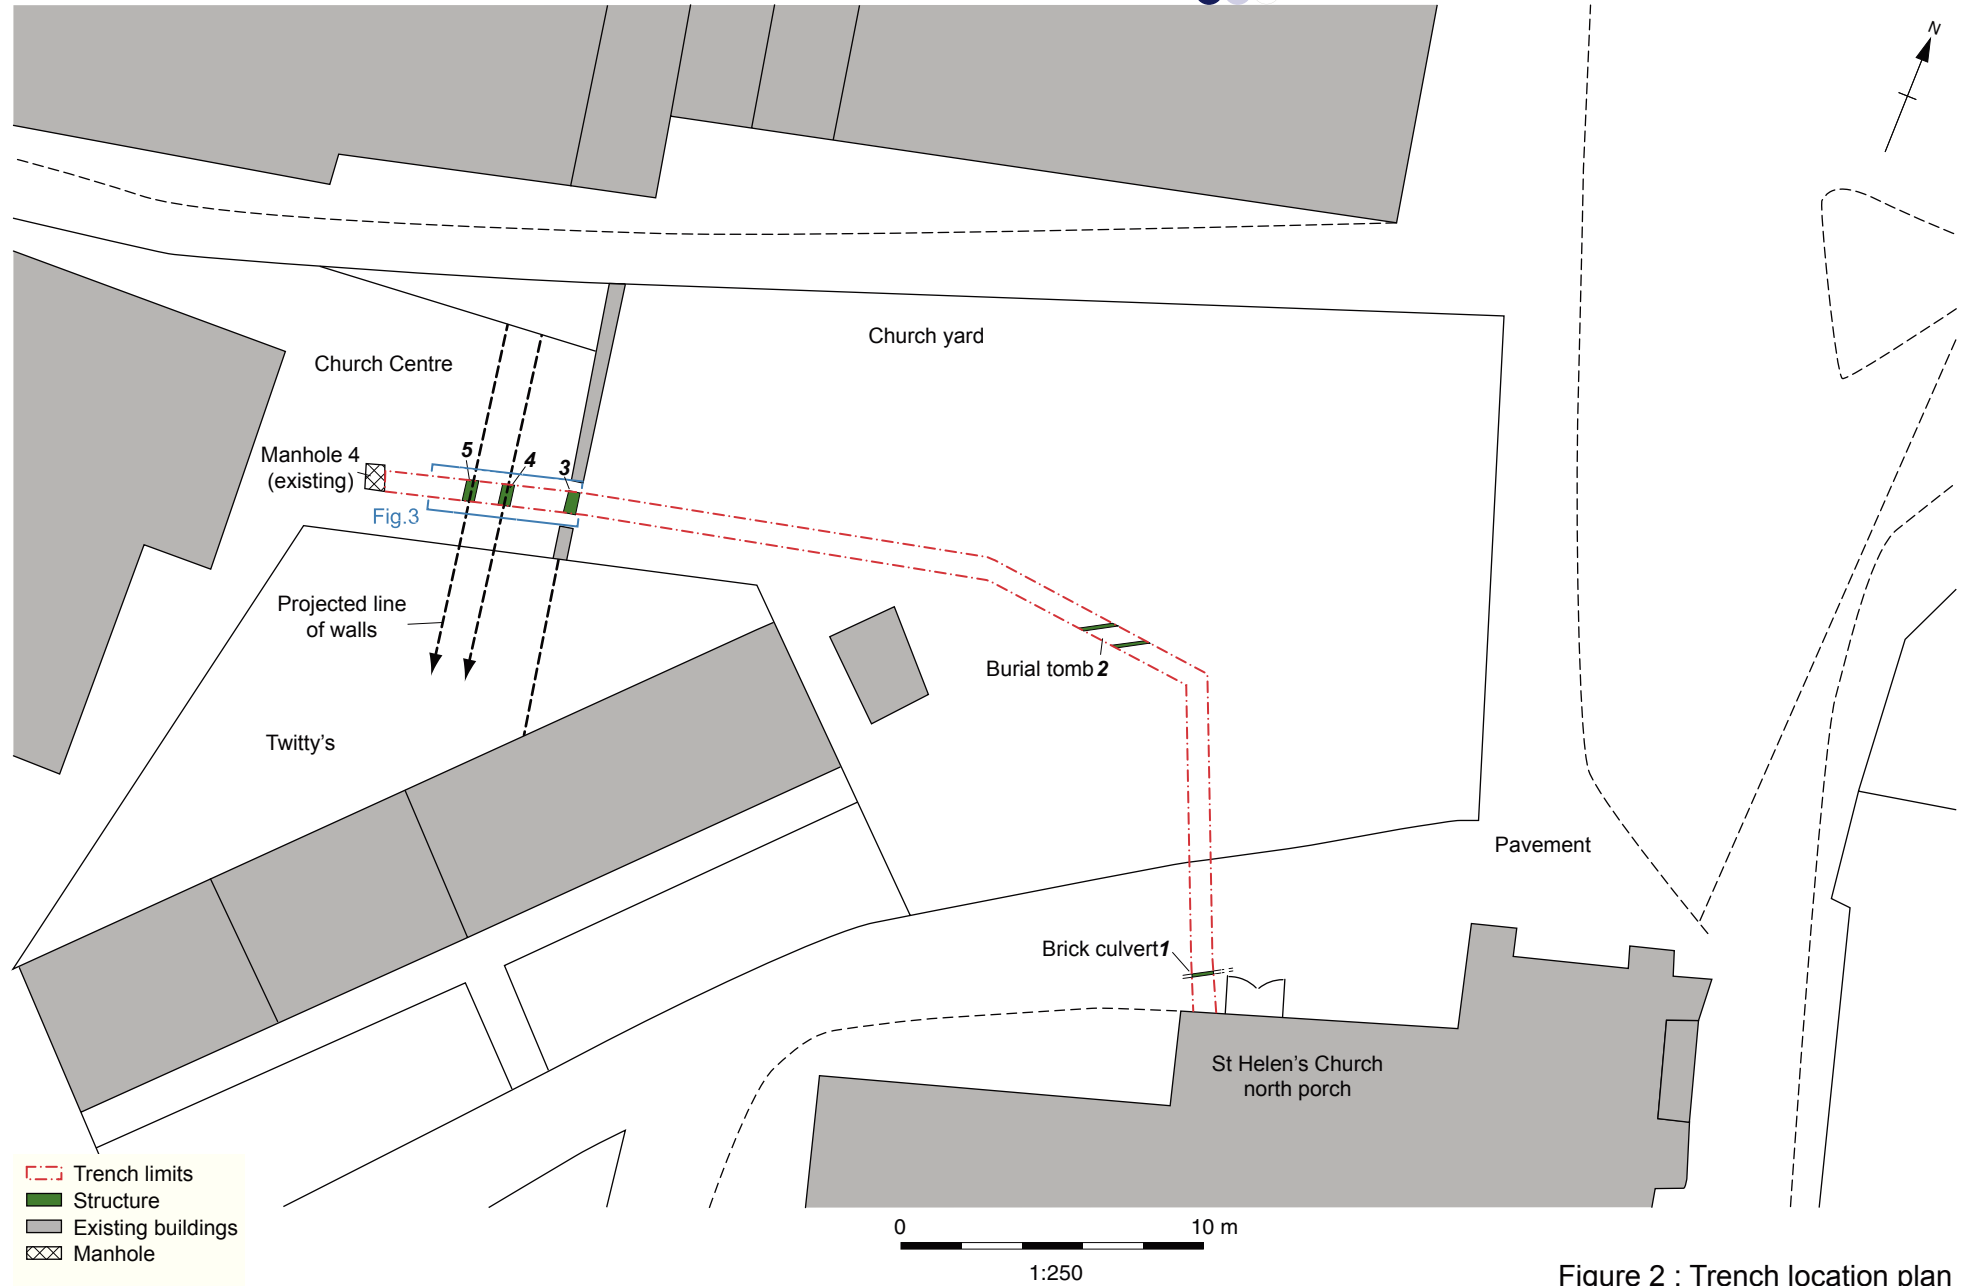 N
Church yard
Church Centre
Manhole 4
(existing)
5
4
3
Fig.3
Projected line
of walls
Burial tomb 2
Twitty's
Pavement
Brick culvert 1
St Helen's Church
north porch
Trench limits
Structure
Existing buildings
Manhole
0 10 m
1:250
Figure 2 : Trench location plan